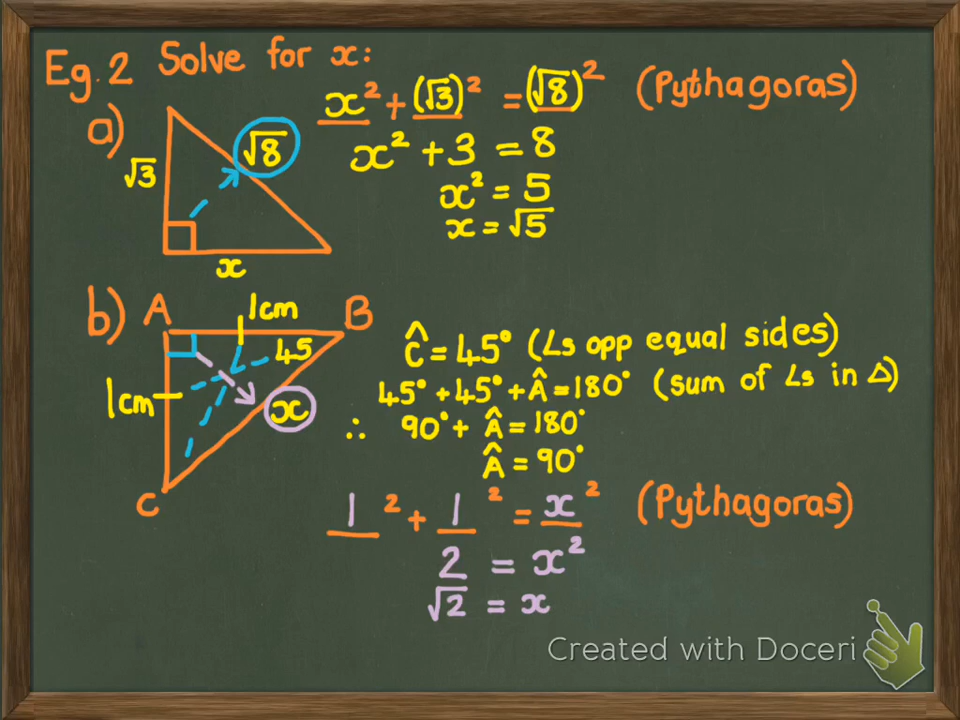 Eg. 2 Solve for x:
a)
√3
√8
x
x² + (√3)² = (√8)² (Pythagoras)
x² + 3 = 8
x² = 5
x = √5
b)
A
1cm
B
45
1cm
x
C
Ĉ = 45° (∠s opp equal sides)
45° + 45° + Â = 180° (sum of ∠s in △)
∴ 90° + Â = 180°
Â = 90°
1² + 1² = x² (Pythagoras)
2 = x²
√2 = x
Created with Doceri